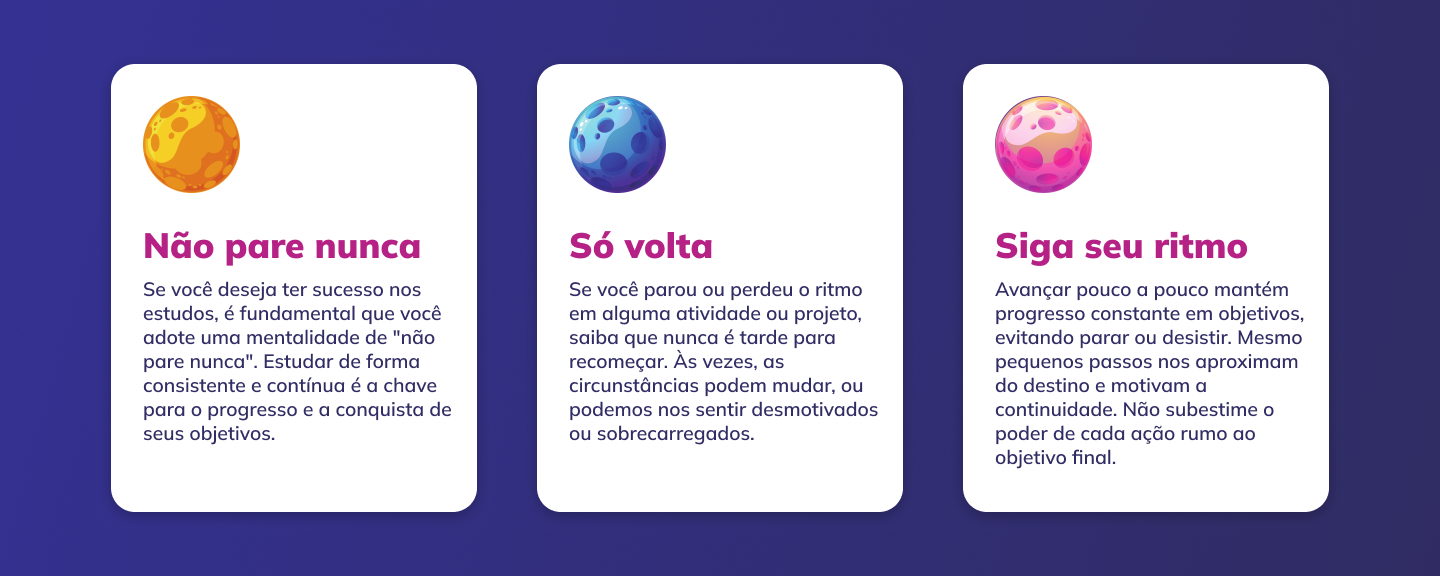 Não pare nunca
Se você deseja ter sucesso nos
estudos, é fundamental que você
adote uma mentalidade de "não
pare nunca". Estudar de forma
consistente e contínua é a chave
para o progresso e a conquista de
seus objetivos.
Só volta
Se você parou ou perdeu o ritmo
em alguma atividade ou projeto,
saiba que nunca é tarde para
recomeçar. Às vezes, as
circunstâncias podem mudar, ou
podemos nos sentir desmotivados
ou sobrecarregados.
Siga seu ritmo
Avançar pouco a pouco mantém
progresso constante em objetivos,
evitando parar ou desistir. Mesmo
pequenos passos nos aproximam
do destino e motivam a
continuidade. Não subestime o
poder de cada ação rumo ao
objetivo final.